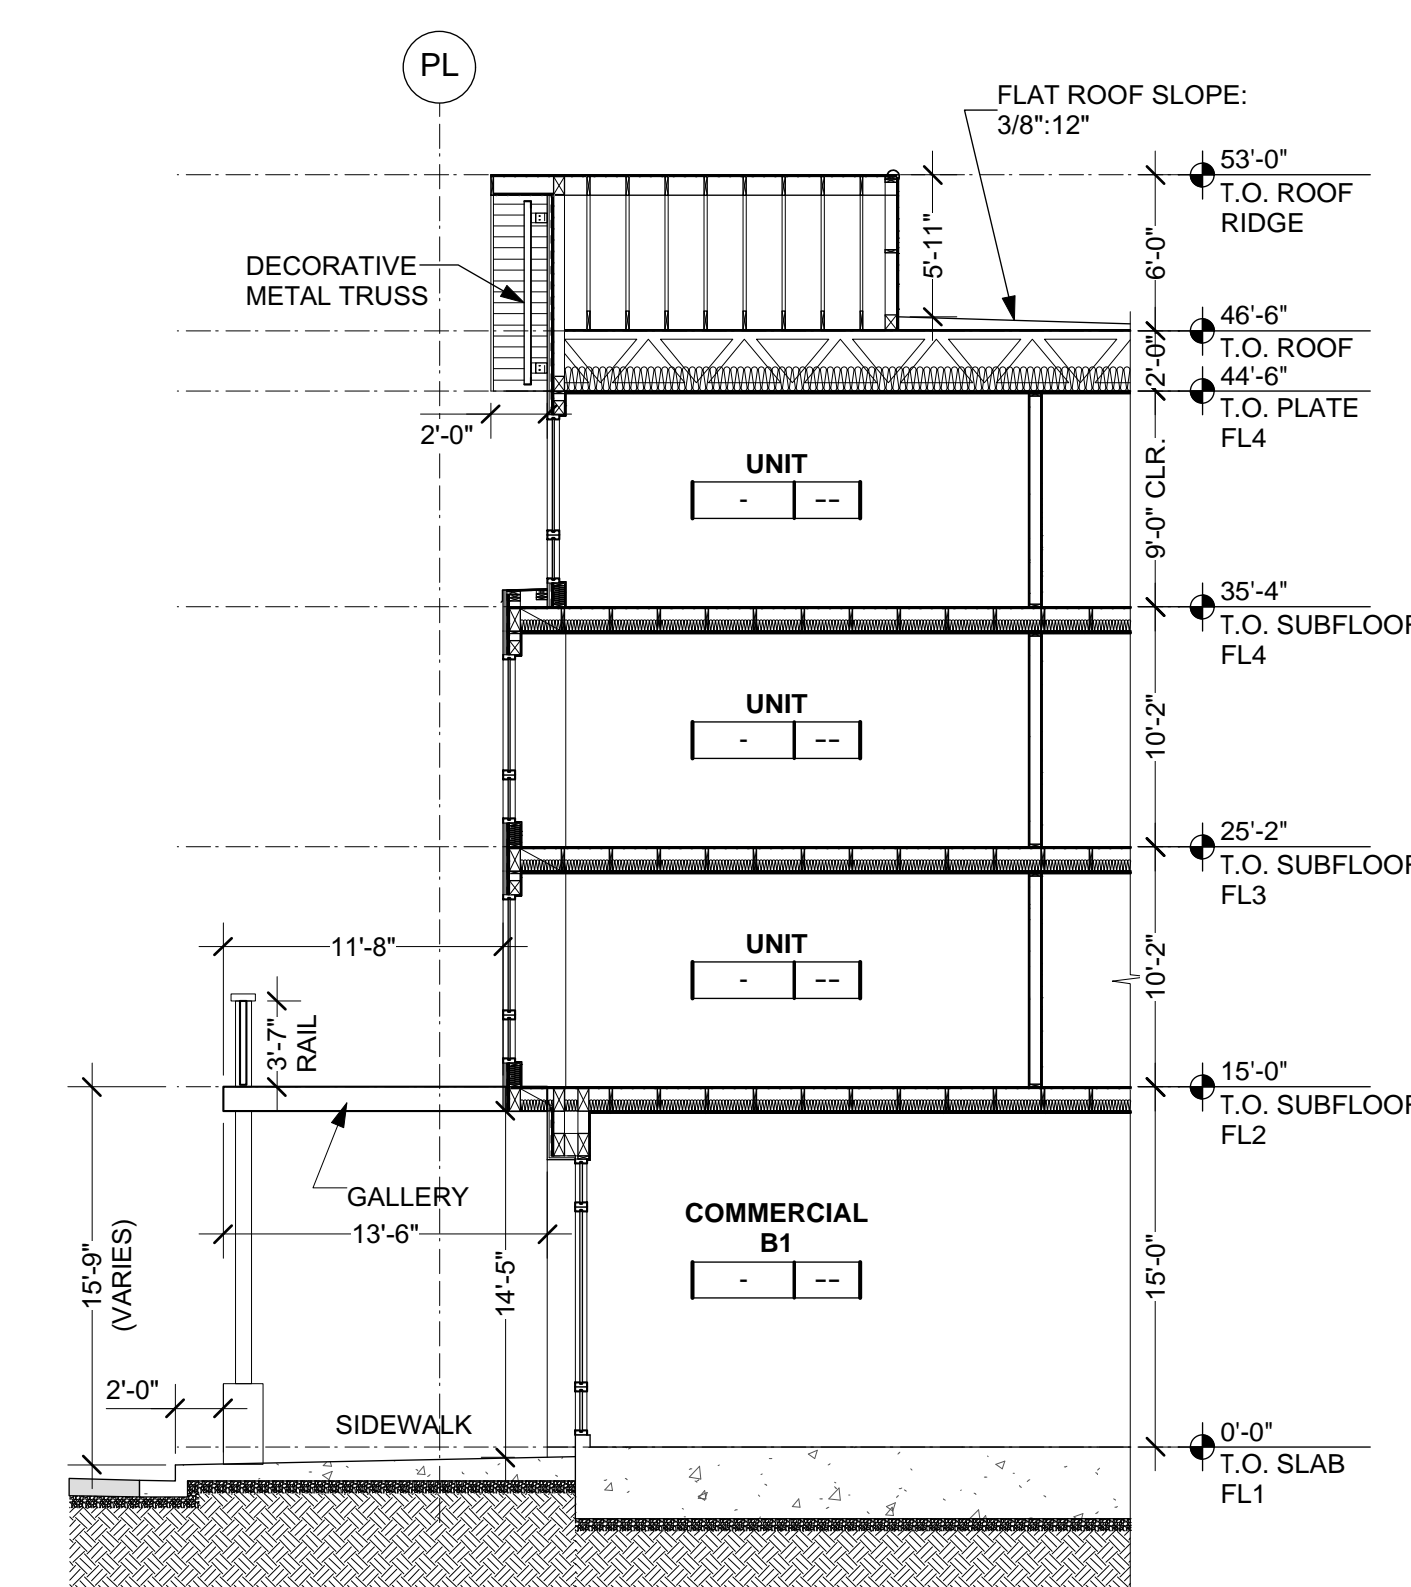 PL
FLAT ROOF SLOPE:
3/8":12"
53'-0"
T.O. ROOF
RIDGE
5'-11"
6'-0"
DECORATIVE
METAL TRUSS
46'-6"
T.O. ROOF
2'-0"
44'-6"
T.O. PLATE
FL4
2'-0"
UNIT
- --
9'-0" CLR.
35'-4"
T.O. SUBFLOOR
FL4
UNIT
- --
10'-2"
25'-2"
T.O. SUBFLOOR
FL3
11'-8"
UNIT
- --
10'-2"
3'-7"
RAIL
15'-0"
T.O. SUBFLOOR
FL2
GALLERY
13'-6"
COMMERCIAL
B1
- --
15'-9"
(VARIES)
14'-5"
15'-0"
2'-0"
SIDEWALK
0'-0"
T.O. SLAB
FL1